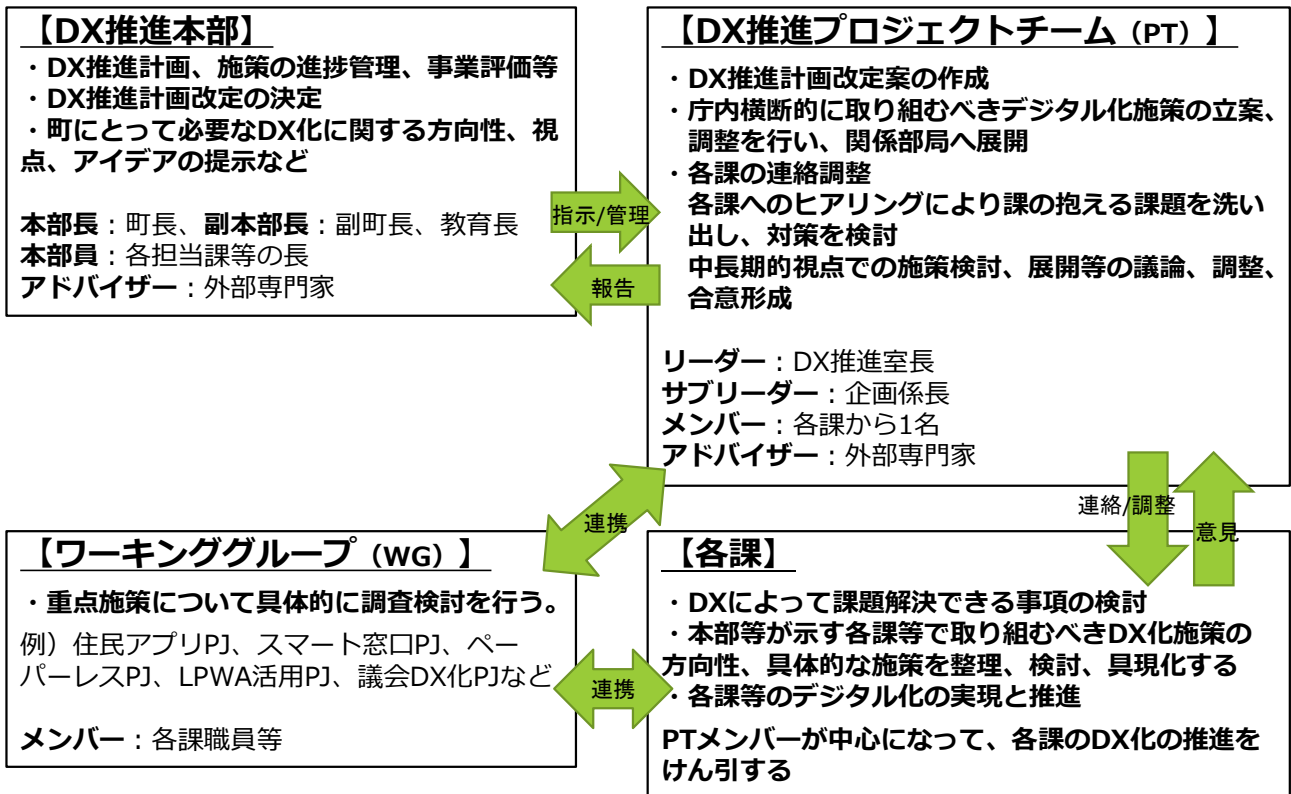 【DX推進本部】
・DX推進計画、施策の進捗管理、事業評価等
・DX推進計画改定の決定
・町にとって必要なDX化に関する方向性、視
点、アイデアの提示など
本部長：町長、副本部長：副町長、教育長
本部員：各担当課等の長
アドバイザー：外部専門家
指示/管理
報告
【DX推進プロジェクトチーム（PT）】
・DX推進計画改定案の作成
・庁内横断的に取り組むべきデジタル化施策の立案、
調整を行い、関係部局へ展開
・各課の連絡調整
各課へのヒアリングにより課の抱える課題を洗い
出し、対策を検討
中長期的視点での施策検討、展開等の議論、調整、
合意形成
リーダー：DX推進室長
サブリーダー：企画係長
メンバー：各課から1名
アドバイザー：外部専門家
連携
連絡/調整
意見
【ワーキンググループ（WG）】
・重点施策について具体的に調査検討を行う。
例）住民アプリPJ、スマート窓口PJ、ペー
パーレスPJ、LPWA活用PJ、議会DX化PJなど
メンバー：各課職員等
連携
【各課】
・DXによって課題解決できる事項の検討
・本部等が示す各課等で取り組むべきDX化施策の
方向性、具体的な施策を整理、検討、具現化する
・各課等のデジタル化の実現と推進
PTメンバーが中心になって、各課のDX化の推進を
けん引する